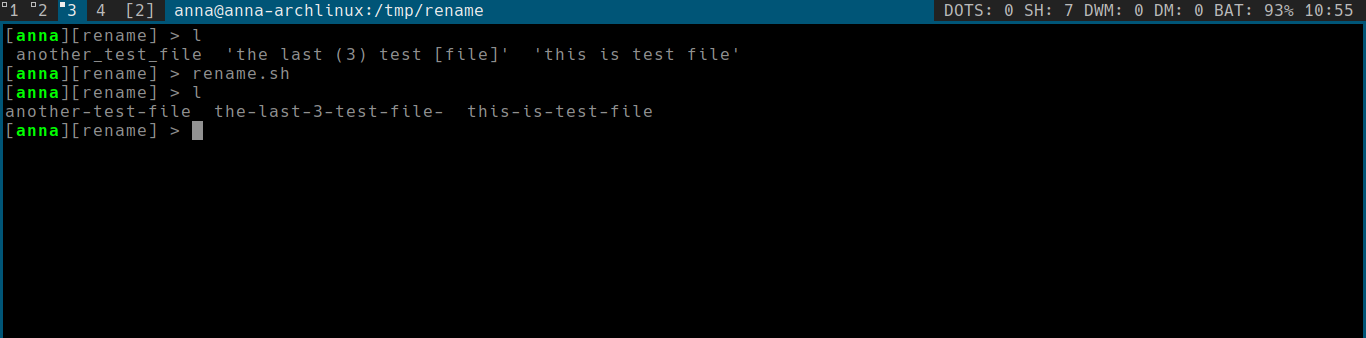 1 2 3 4 [2] anna@anna-archlinux:/tmp/rename DOTS: 0 SH: 7 DWM: 0 DM: 0 BAT: 93% 10:55
[anna][rename] > l
 another_test_file  'the last (3) test [file]'  'this is test file'
[anna][rename] > rename.sh
[anna][rename] > l
another-test-file  the-last-3-test-file-  this-is-test-file
[anna][rename] >